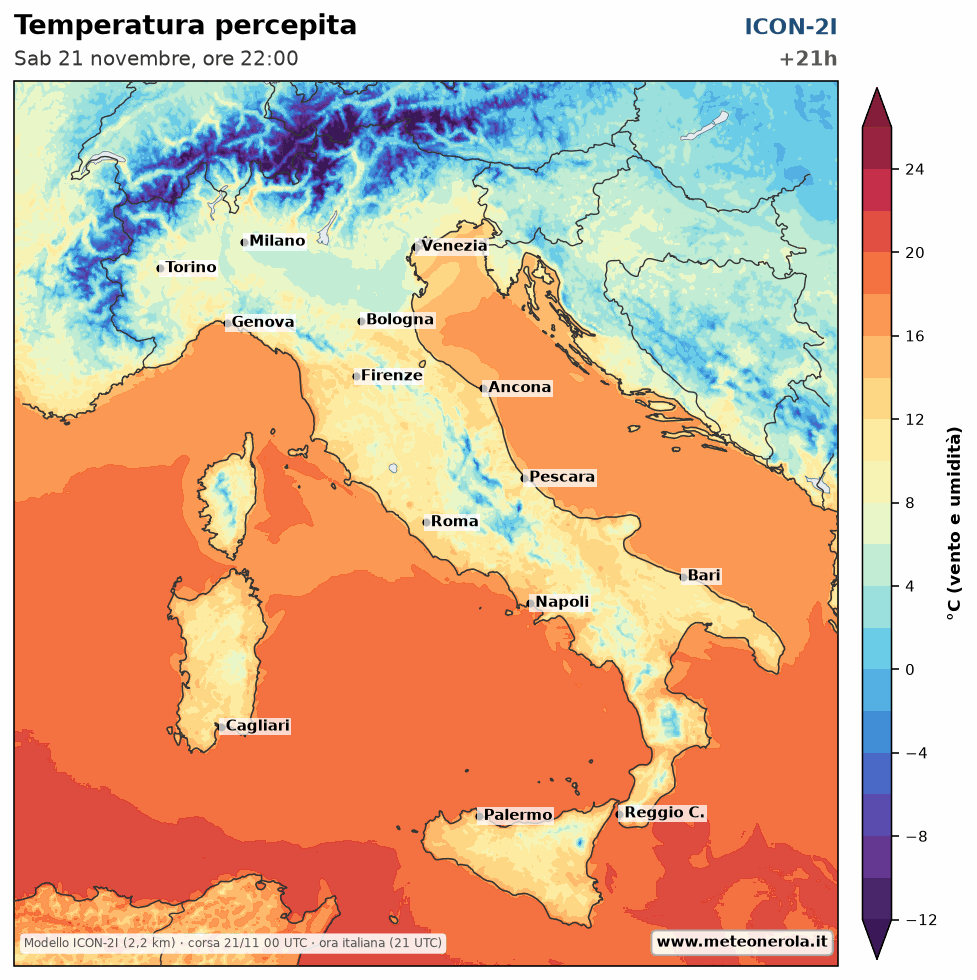 Temperatura percepita
ICON-2I
Sab 21 novembre, ore 22:00
+21h
Milano
Venezia
Torino
Genova
Bologna
Firenze
Ancona
Pescara
Roma
Bari
Napoli
Cagliari
Palermo
Reggio C.
24
20
16
12
8
4
0
−4
−8
−12
°C (vento e umidità)
Modello ICON-2I (2,2 km) · corsa 21/11 00 UTC · ora italiana (21 UTC)
www.meteonerola.it